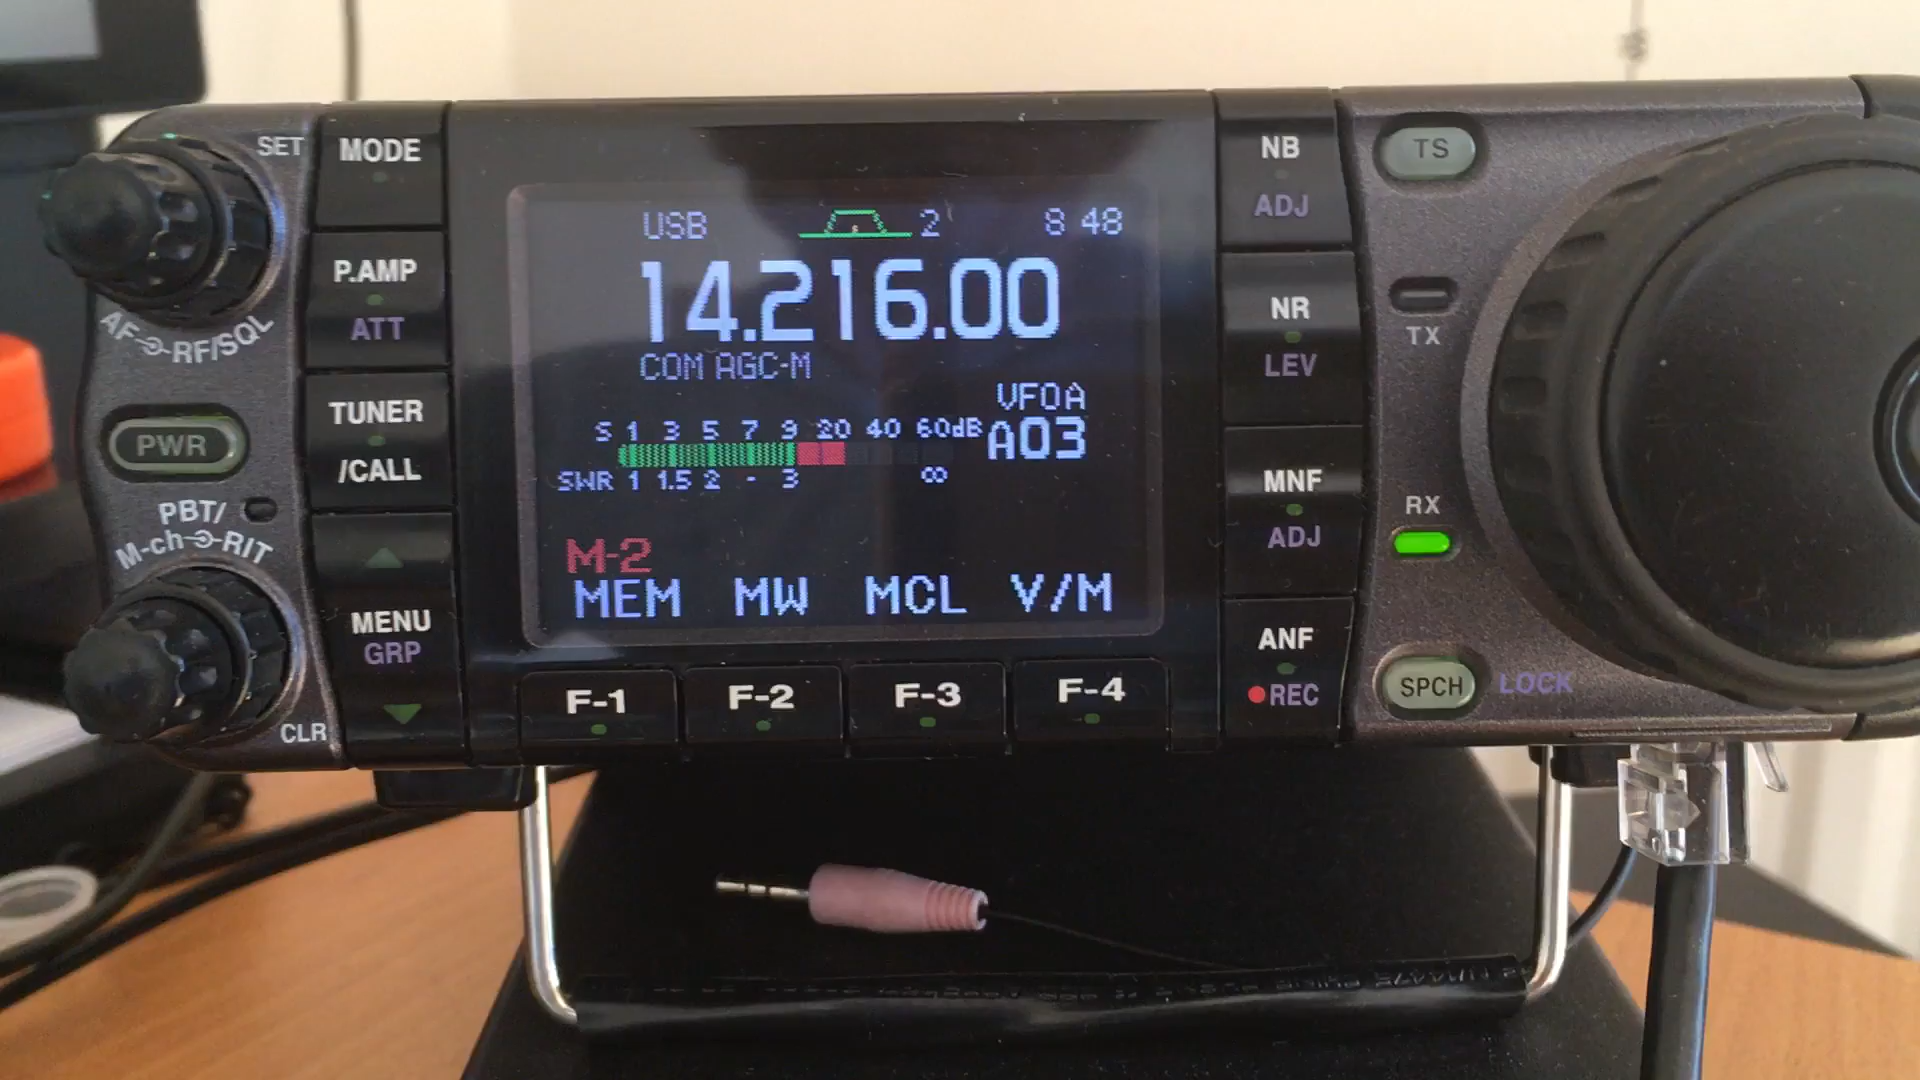 SET
AF RF/SQL
PWR
PBT/
M-ch RIT
CLR
MODE
P.AMP
ATT
TUNER
/CALL
MENU
GRP
USB 2 8 48
14.216.00
COM AGC-M
VFOA
A03
S 1 3 5 7 9 20 40 60dB
SWR 1 1.5 2 - 3 ∞
M-2
MEM MW MCL V/M
F-1 F-2 F-3 F-4
NB
ADJ
NR
LEV
MNF
ADJ
ANF
REC
TS
TX
RX
SPCH LOCK